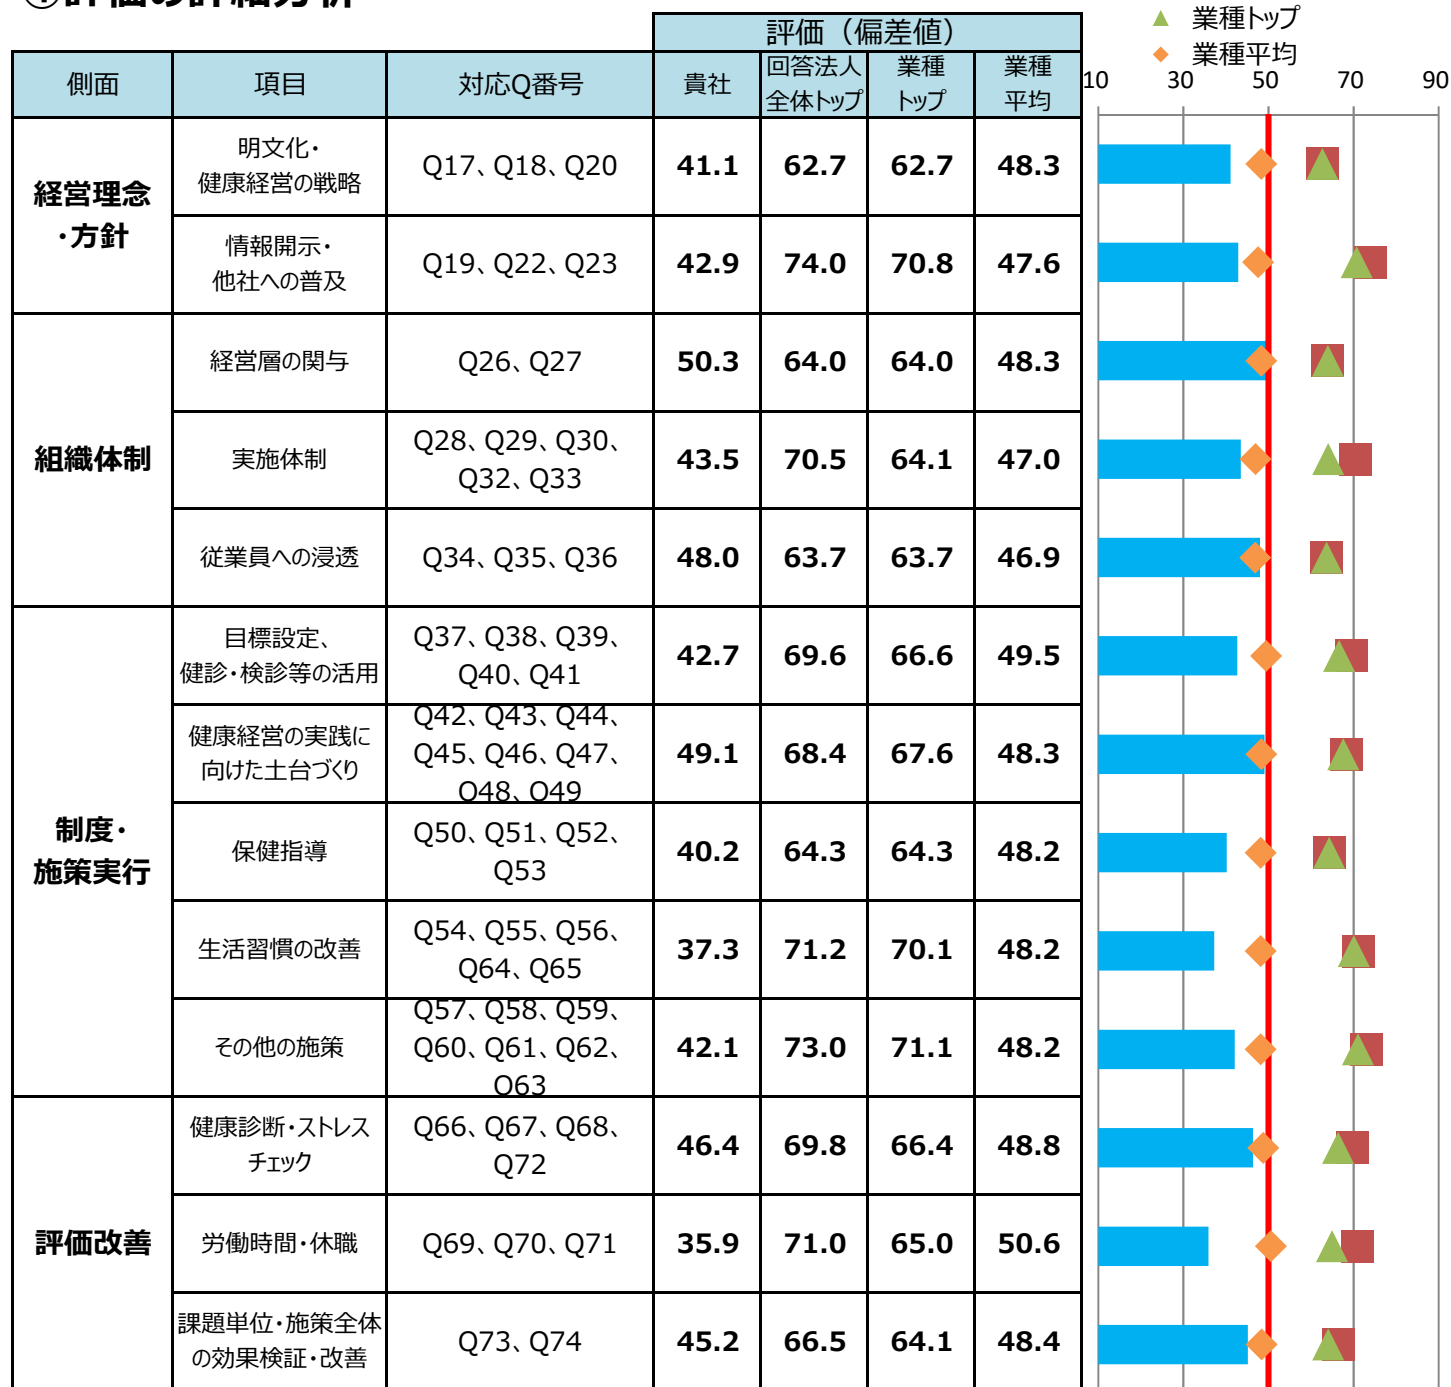 ①評価の詳細分析
▲ 業種トップ
◆ 業種平均
評価（偏差値）
側面 項目 対応Q番号 貴社 回答法人 業種 業種
全体トップ トップ 平均
10 30 50 70 90
経営理念
・方針
明文化・
健康経営の戦略
Q17、Q18、Q20 41.1 62.7 62.7 48.3
情報開示・
他社への普及
Q19、Q22、Q23 42.9 74.0 70.8 47.6
組織体制
経営層の関与 Q26、Q27 50.3 64.0 64.0 48.3
実施体制
Q28、Q29、Q30、
Q32、Q33
43.5 70.5 64.1 47.0
従業員への浸透 Q34、Q35、Q36 48.0 63.7 63.7 46.9
制度・
施策実行
目標設定、
健診・検診等の活用
Q37、Q38、Q39、
Q40、Q41
42.7 69.6 66.6 49.5
健康経営の実践に
向けた土台づくり
Q42、Q43、Q44、
Q45、Q46、Q47、
Q48、Q49
49.1 68.4 67.6 48.3
保健指導
Q50、Q51、Q52、
Q53
40.2 64.3 64.3 48.2
生活習慣の改善
Q54、Q55、Q56、
Q64、Q65
37.3 71.2 70.1 48.2
その他の施策
Q57、Q58、Q59、
Q60、Q61、Q62、
Q63
42.1 73.0 71.1 48.2
評価改善
健康診断・ストレス
チェック
Q66、Q67、Q68、
Q72
46.4 69.8 66.4 48.8
労働時間・休職 Q69、Q70、Q71 35.9 71.0 65.0 50.6
課題単位・施策全体
の効果検証・改善
Q73、Q74 45.2 66.5 64.1 48.4